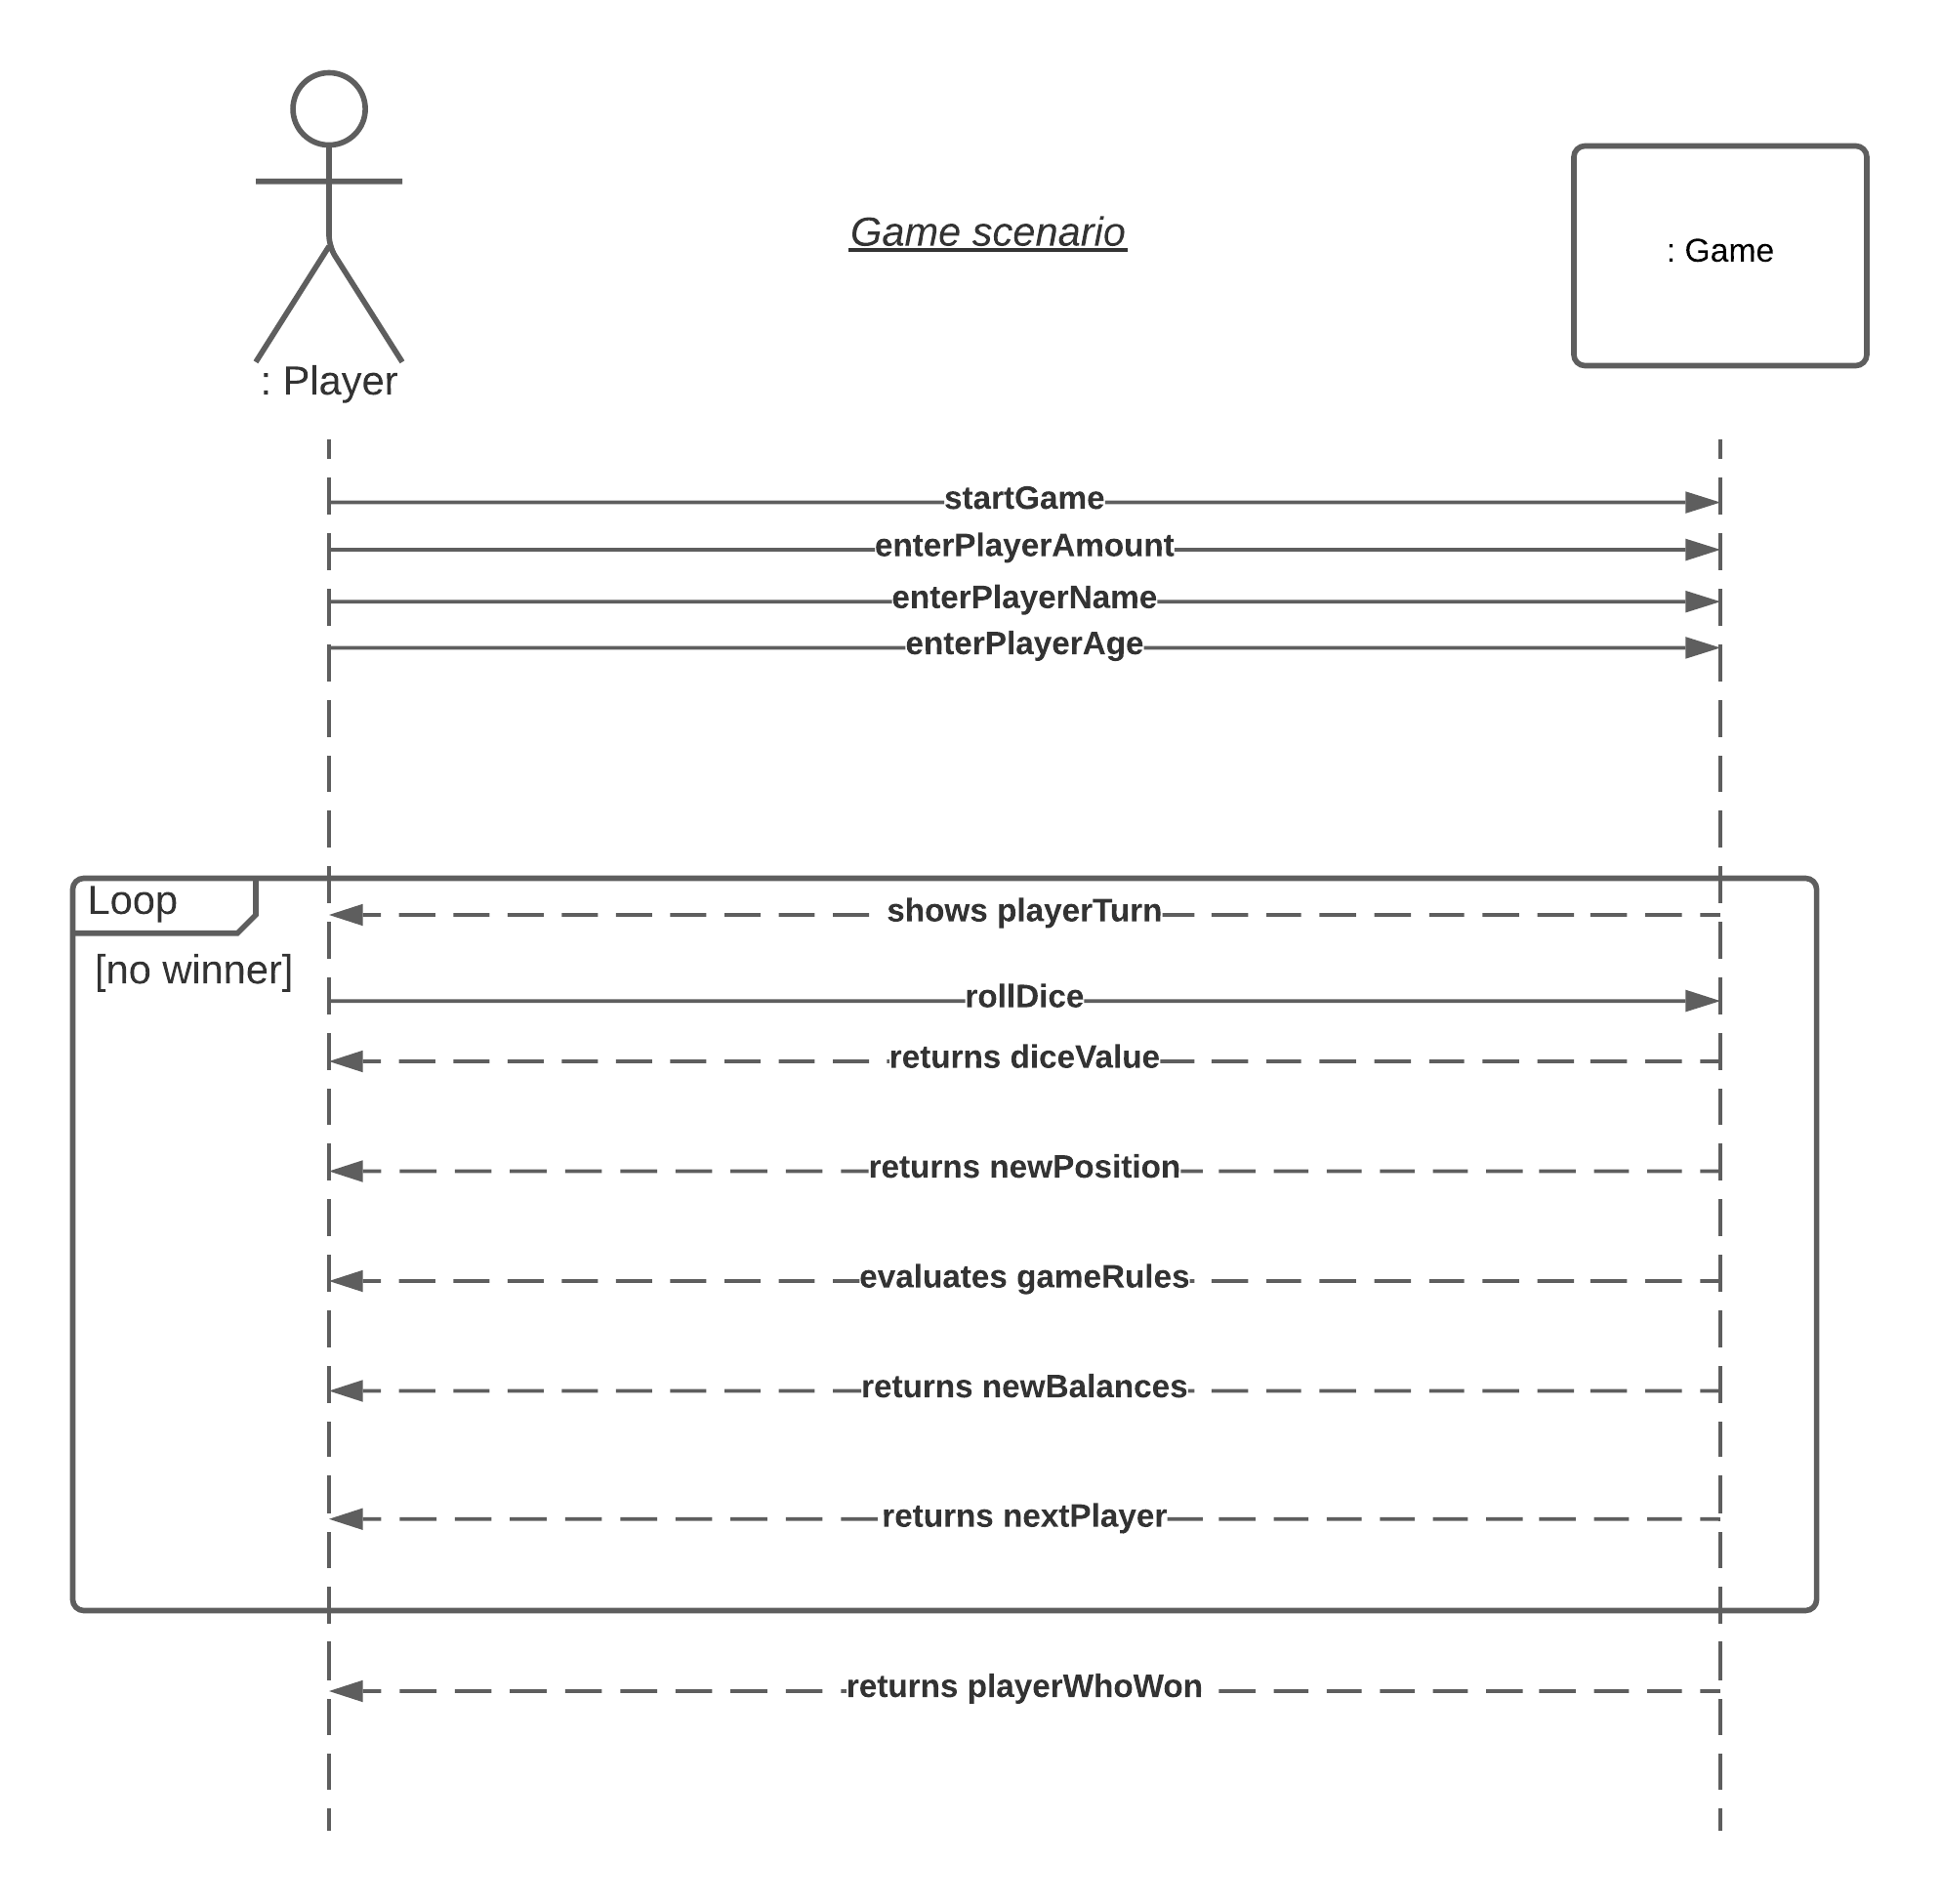 Game scenario
: Game
: Player
startGame
enterPlayerAmount
enterPlayerName
enterPlayerAge
Loop
shows playerTurn
[no winner]
rollDice
returns diceValue
returns newPosition
evaluates gameRules
returns newBalances
returns nextPlayer
returns playerWhoWon